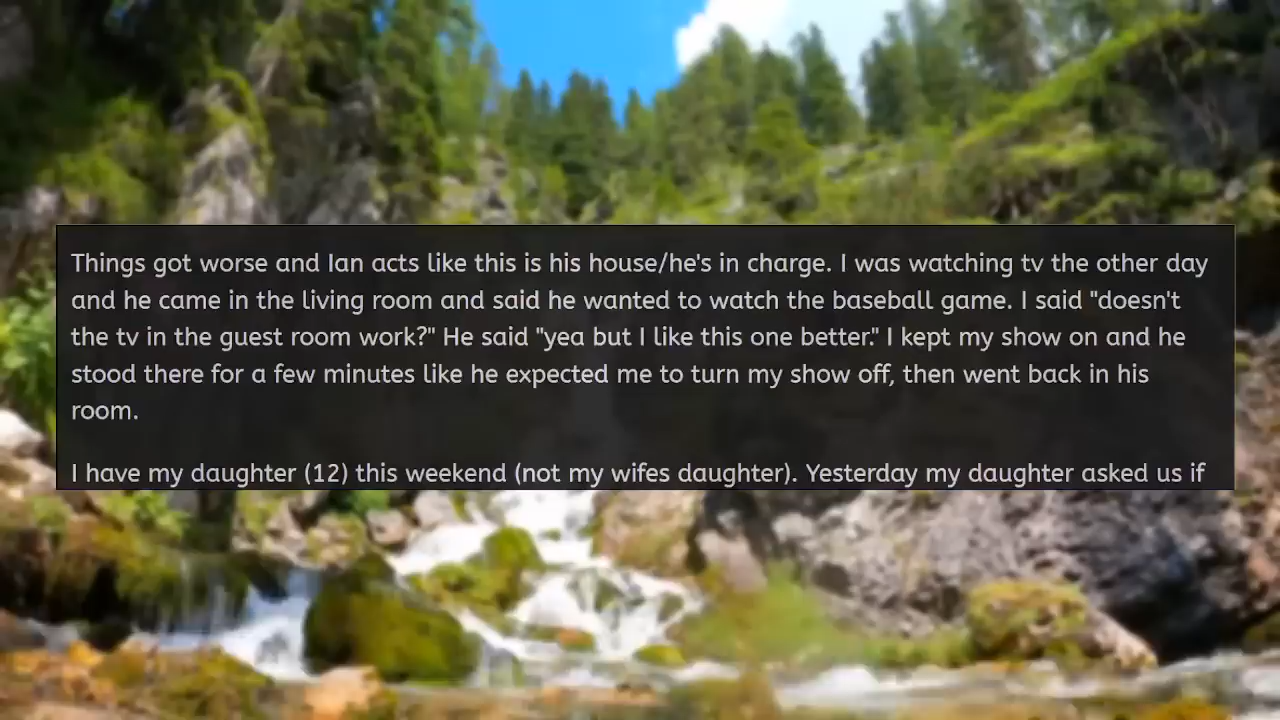 Things got worse and Ian acts like this is his house/he's in charge. I was watching tv the other day
and he came in the living room and said he wanted to watch the baseball game. I said "doesn't
the tv in the guest room work?" He said "yea but I like this one better." I kept my show on and he
stood there for a few minutes like he expected me to turn my show off, then went back in his
room.
I have my daughter (12) this weekend (not my wifes daughter). Yesterday my daughter asked us if